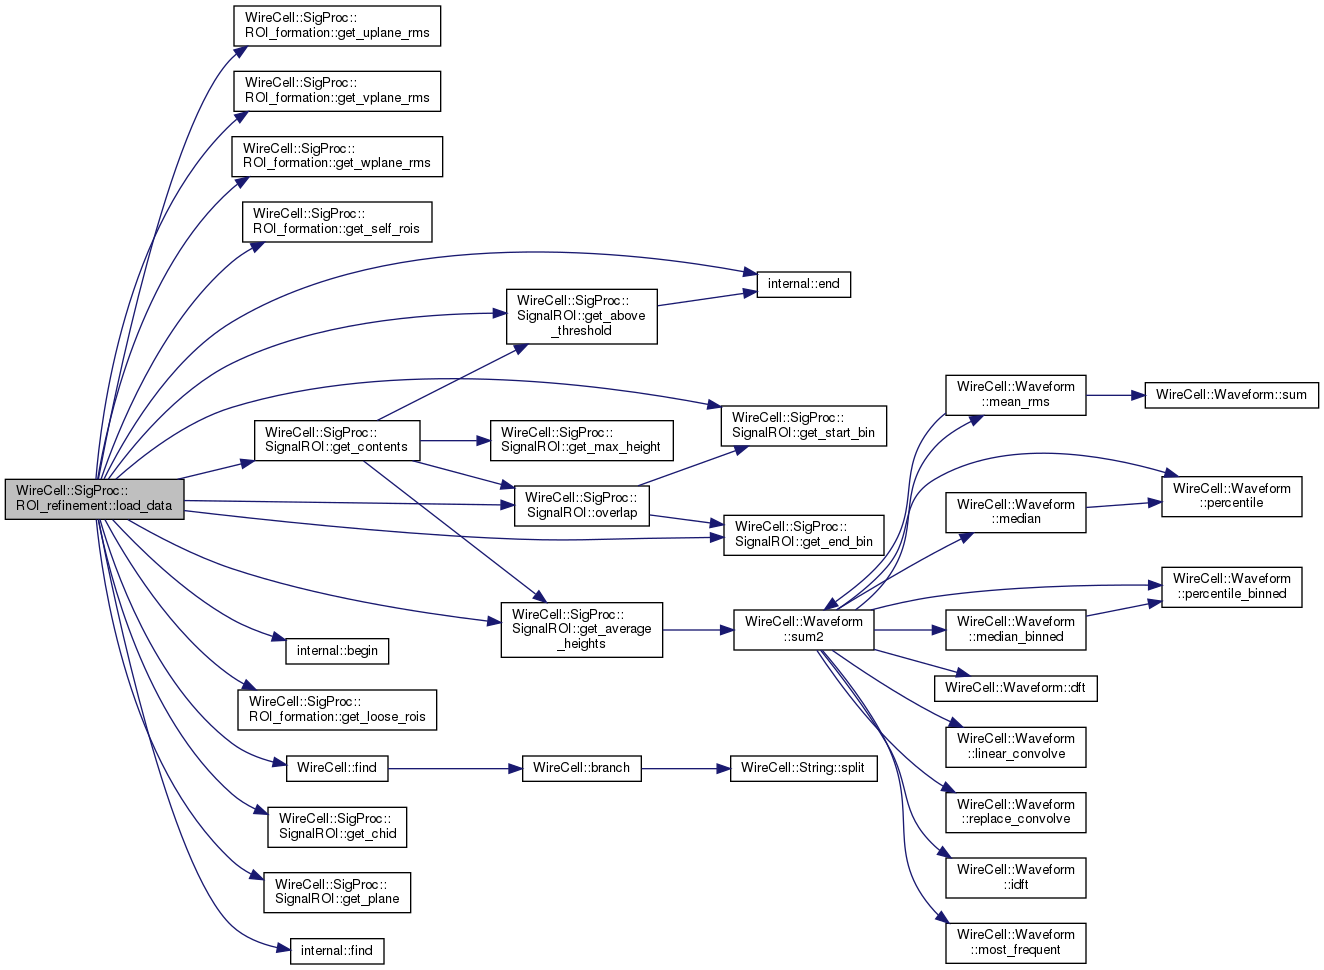 WireCell::SigProc::
ROI_formation::get_uplane_rms
WireCell::SigProc::
ROI_formation::get_vplane_rms
WireCell::SigProc::
ROI_formation::get_wplane_rms
WireCell::SigProc::
ROI_formation::get_self_rois
internal::end
WireCell::SigProc::
SignalROI::get_above
_threshold
WireCell::Waveform
::mean_rms
WireCell::Waveform::sum
WireCell::SigProc::
SignalROI::get_start_bin
WireCell::SigProc::
SignalROI::get_contents
WireCell::SigProc::
SignalROI::get_max_height
WireCell::SigProc::
ROI_refinement::load_data
WireCell::SigProc::
SignalROI::overlap
WireCell::Waveform
::median
WireCell::Waveform
::percentile
WireCell::SigProc::
SignalROI::get_end_bin
WireCell::Waveform
::percentile_binned
WireCell::SigProc::
SignalROI::get_average
_heights
WireCell::Waveform
::sum2
WireCell::Waveform
::median_binned
internal::begin
WireCell::Waveform::dft
WireCell::SigProc::
ROI_formation::get_loose_rois
WireCell::Waveform
::linear_convolve
WireCell::find
WireCell::branch
WireCell::String::split
WireCell::Waveform
::replace_convolve
WireCell::SigProc::
SignalROI::get_chid
WireCell::Waveform
::idft
WireCell::SigProc::
SignalROI::get_plane
WireCell::Waveform
::most_frequent
internal::find